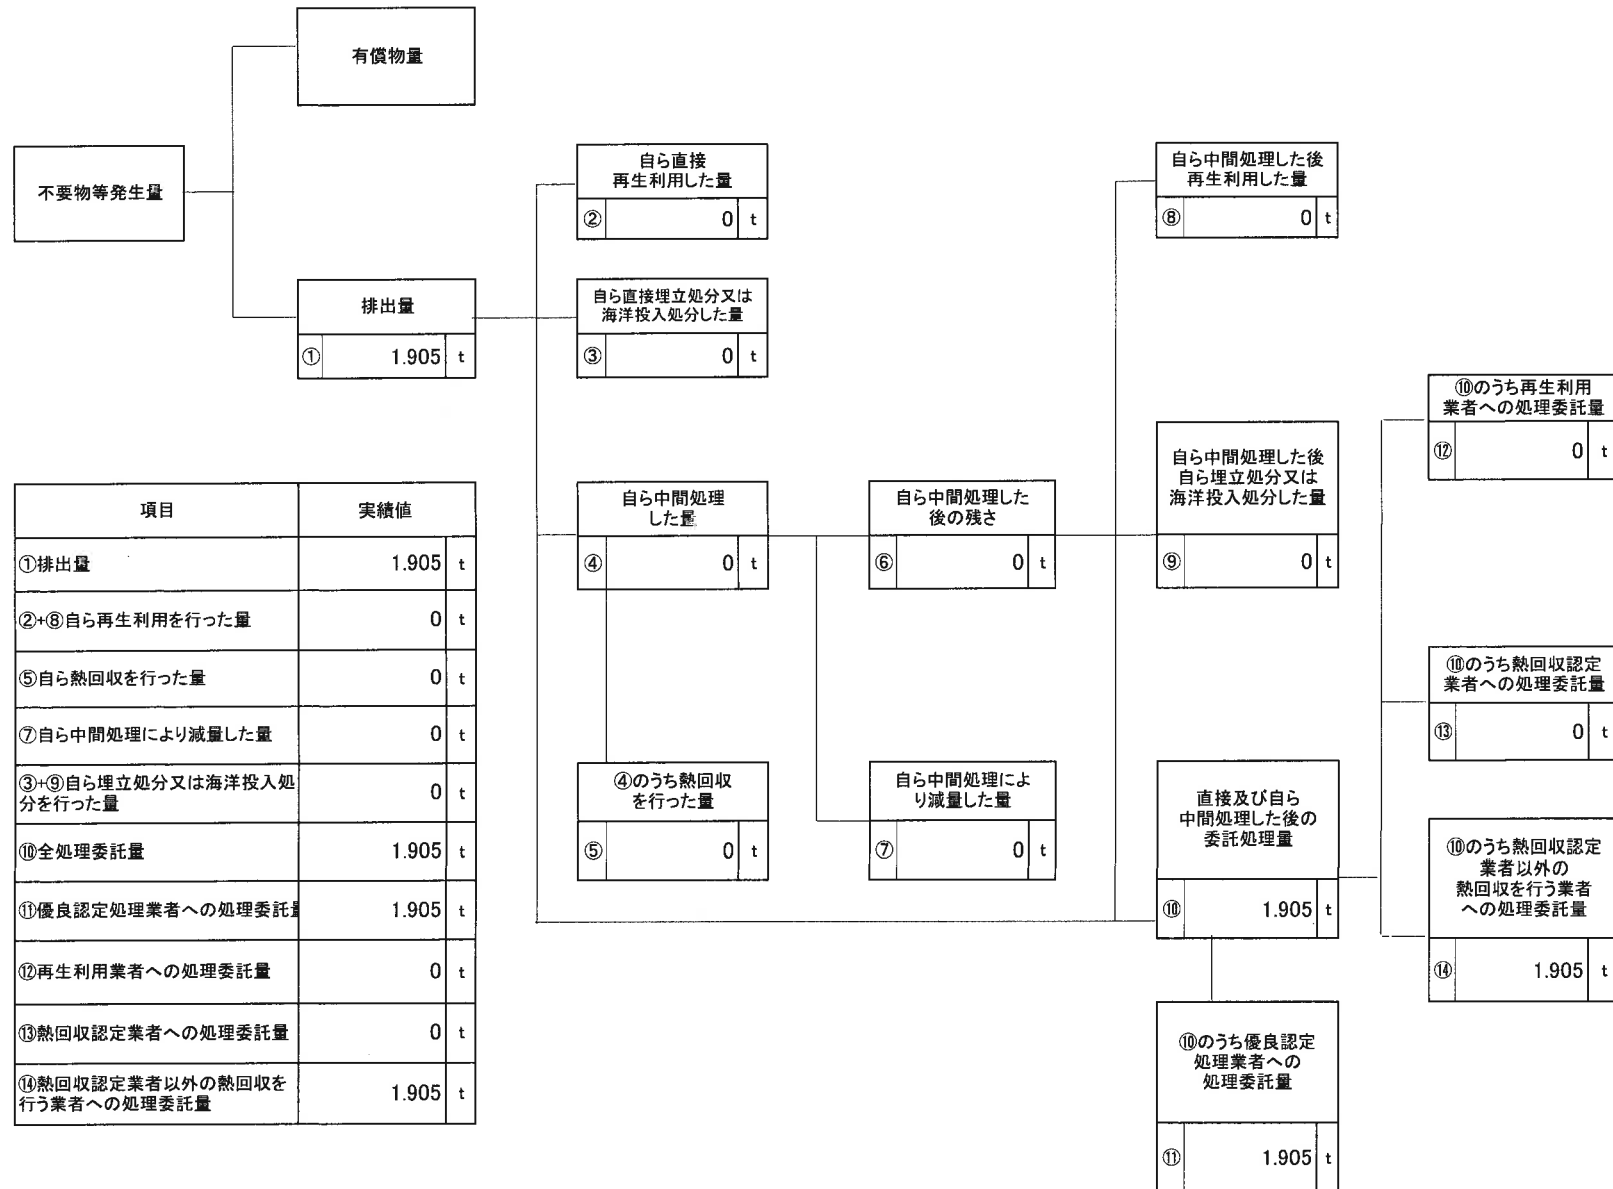 有償物量
不要物等発生量
排出量
① 1.905 t
自ら直接
再生利用した量
② 0 t
自ら直接埋立処分又は
海洋投入処分した量
③ 0 t
自ら中間処理
した量
④ 0 t
④のうち熱回収
を行った量
⑤ 0 t
自ら中間処理した
後の残さ
⑥ 0 t
自ら中間処理によ
り減量した量
⑦ 0 t
自ら中間処理した後
再生利用した量
⑧ 0 t
自ら中間処理した後
自ら埋立処分又は
海洋投入処分した量
⑨ 0 t
直接及び自ら
中間処理した後の
委託処理量
⑩ 1.905 t
⑩のうち優良認定
処理業者への
処理委託量
⑪ 1.905 t
⑩のうち再生利用
業者への処理委託量
⑫ 0 t
⑩のうち熱回収認定
業者への処理委託量
⑬ 0 t
⑩のうち熱回収認定
業者以外の
熱回収を行う業者
への処理委託量
⑭ 1.905 t
項目 実績値
①排出量 1.905 t
②+⑧自ら再生利用を行った量 0 t
⑤自ら熱回収を行った量 0 t
⑦自ら中間処理により減量した量 0 t
③+⑨自ら埋立処分又は海洋投入処
分を行った量 0 t
⑩全処理委託量 1.905 t
⑪優良認定処理業者への処理委託量 1.905 t
⑫再生利用業者への処理委託量 0 t
⑬熱回収認定業者への処理委託量 0 t
⑭熱回収認定業者以外の熱回収を
行う業者への処理委託量 1.905 t